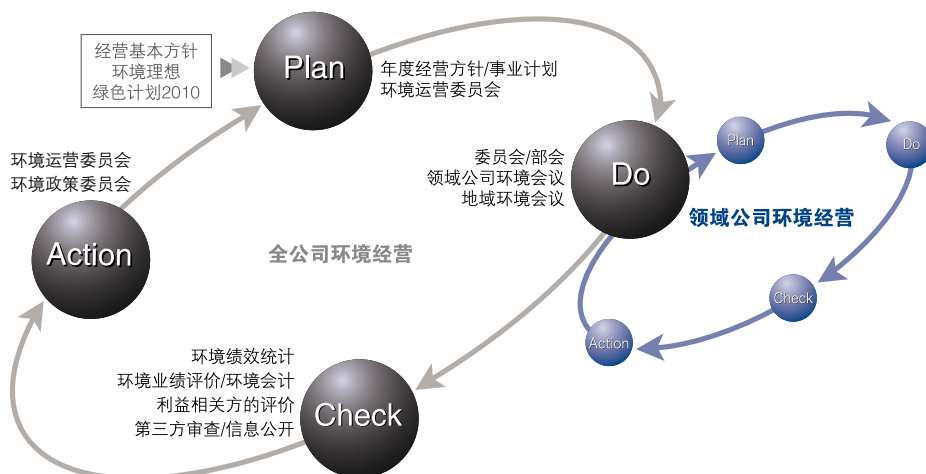 经营基本方针
环境理想
绿色计划2010
Plan
年度经营方针/事业计划
环境运营委员会
委员会/部会
领域公司环境会议
地域环境会议
Do
Plan
Do
领域公司环境经营
Check
Action
环境运营委员会
环境政策委员会
Action
全公司环境经营
环境绩效统计
环境业绩评价/环境会计
利益相关方的评价
第三方审查/信息公开
Check